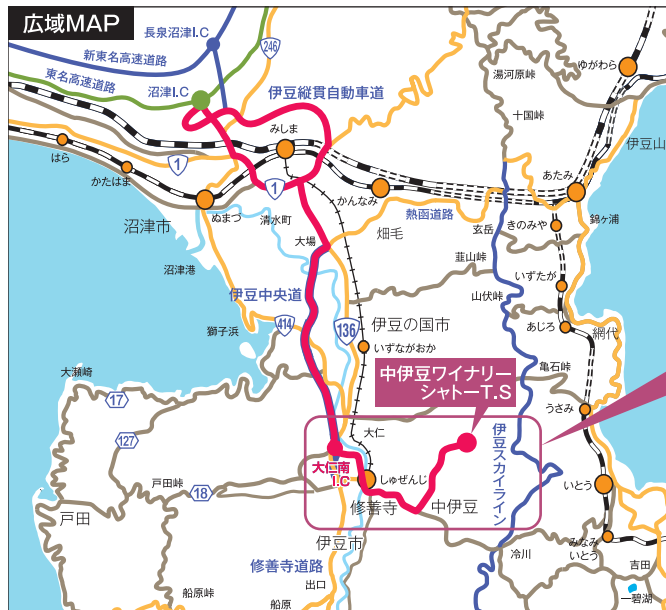 広域MAP
長泉沼津I.C
新東名高速道路
東名高速道路
沼津I.C
246
伊豆縦貫自動車道
湯河原峠
ゆがわら
十国峠
伊豆山
みしま
1
はら
かたはま
1
かんなみ
あたみ
沼津市
ぬまづ
清水町
熱函道路
きのみや
錦ヶ浦
大場
畑毛
玄岳
沼津港
韮山峠
いずたが
伊豆中央道
山伏峠
獅子浜
414
136
伊豆の国市
あじろ
網代
いずながおか
大瀬崎
中伊豆ワイナリー
シャトーT.S
亀石峠
17
うさみ
127
大仁
伊豆スカイライン
大仁南
I.C
戸田峠
18
しゅぜんじ
いとう
戸田
修善寺
中伊豆
伊豆市
みなみ
いとう
冷川
吉田
修善寺道路
出口
一碧湖
船原峠
船原